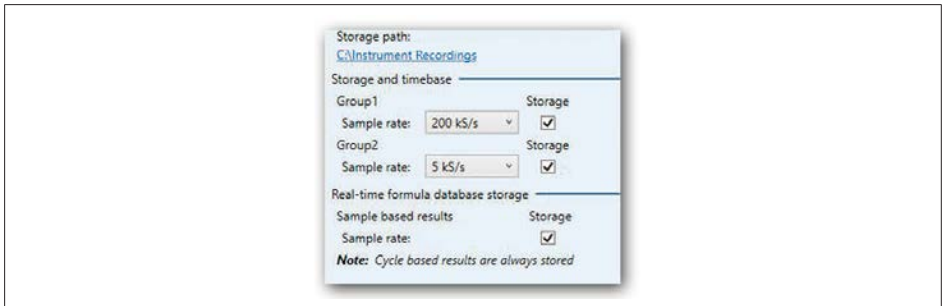 Storage path:
C:\Instrument Recordings
Storage and timebase
Group1 Storage
Sample rate: 200 kS/s
Group2 Storage
Sample rate: 5 kS/s
Real-time formula database storage
Sample based results Storage
Sample rate:
Note: Cycle based results are always stored